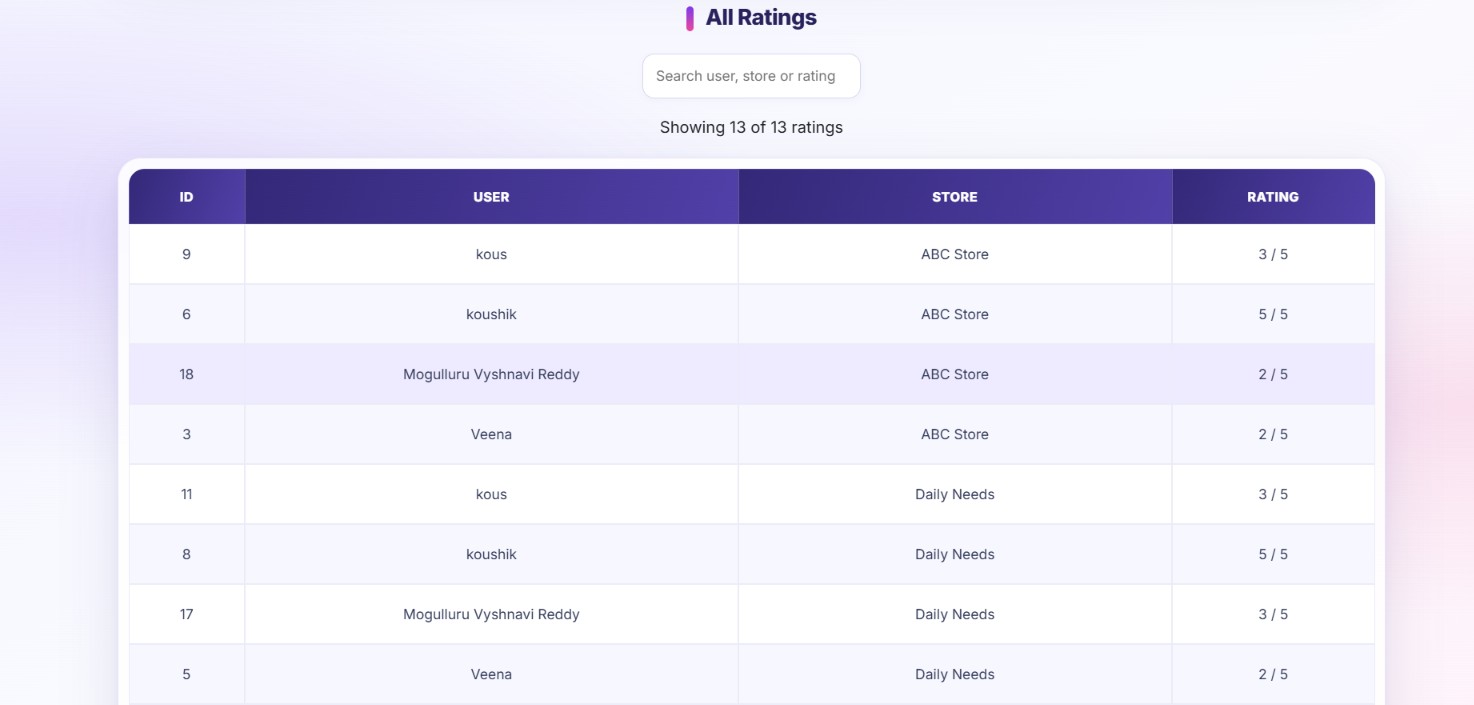 All Ratings
Search user, store or rating
Showing 13 of 13 ratings
ID USER STORE RATING
9 kous ABC Store 3 / 5
6 koushik ABC Store 5 / 5
18 Mogulluru Vyshnavi Reddy ABC Store 2 / 5
3 Veena ABC Store 2 / 5
11 kous Daily Needs 3 / 5
8 koushik Daily Needs 5 / 5
17 Mogulluru Vyshnavi Reddy Daily Needs 3 / 5
5 Veena Daily Needs 2 / 5